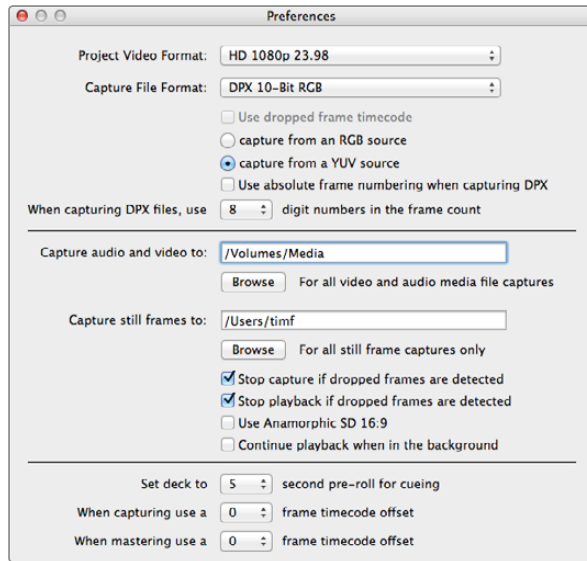 Preferences
Project Video Format: HD 1080p 23.98
Capture File Format: DPX 10-Bit RGB
Use dropped frame timecode
capture from an RGB source
capture from a YUV source
Use absolute frame numbering when capturing DPX
When capturing DPX files, use 8 digit numbers in the frame count
Capture audio and video to: /Volumes/Media
Browse For all video and audio media file captures
Capture still frames to: /Users/timf
Browse For all still frame captures only
Stop capture if dropped frames are detected
Stop playback if dropped frames are detected
Use Anamorphic SD 16:9
Continue playback when in the background
Set deck to 5 second pre-roll for cueing
When capturing use a 0 frame timecode offset
When mastering use a 0 frame timecode offset